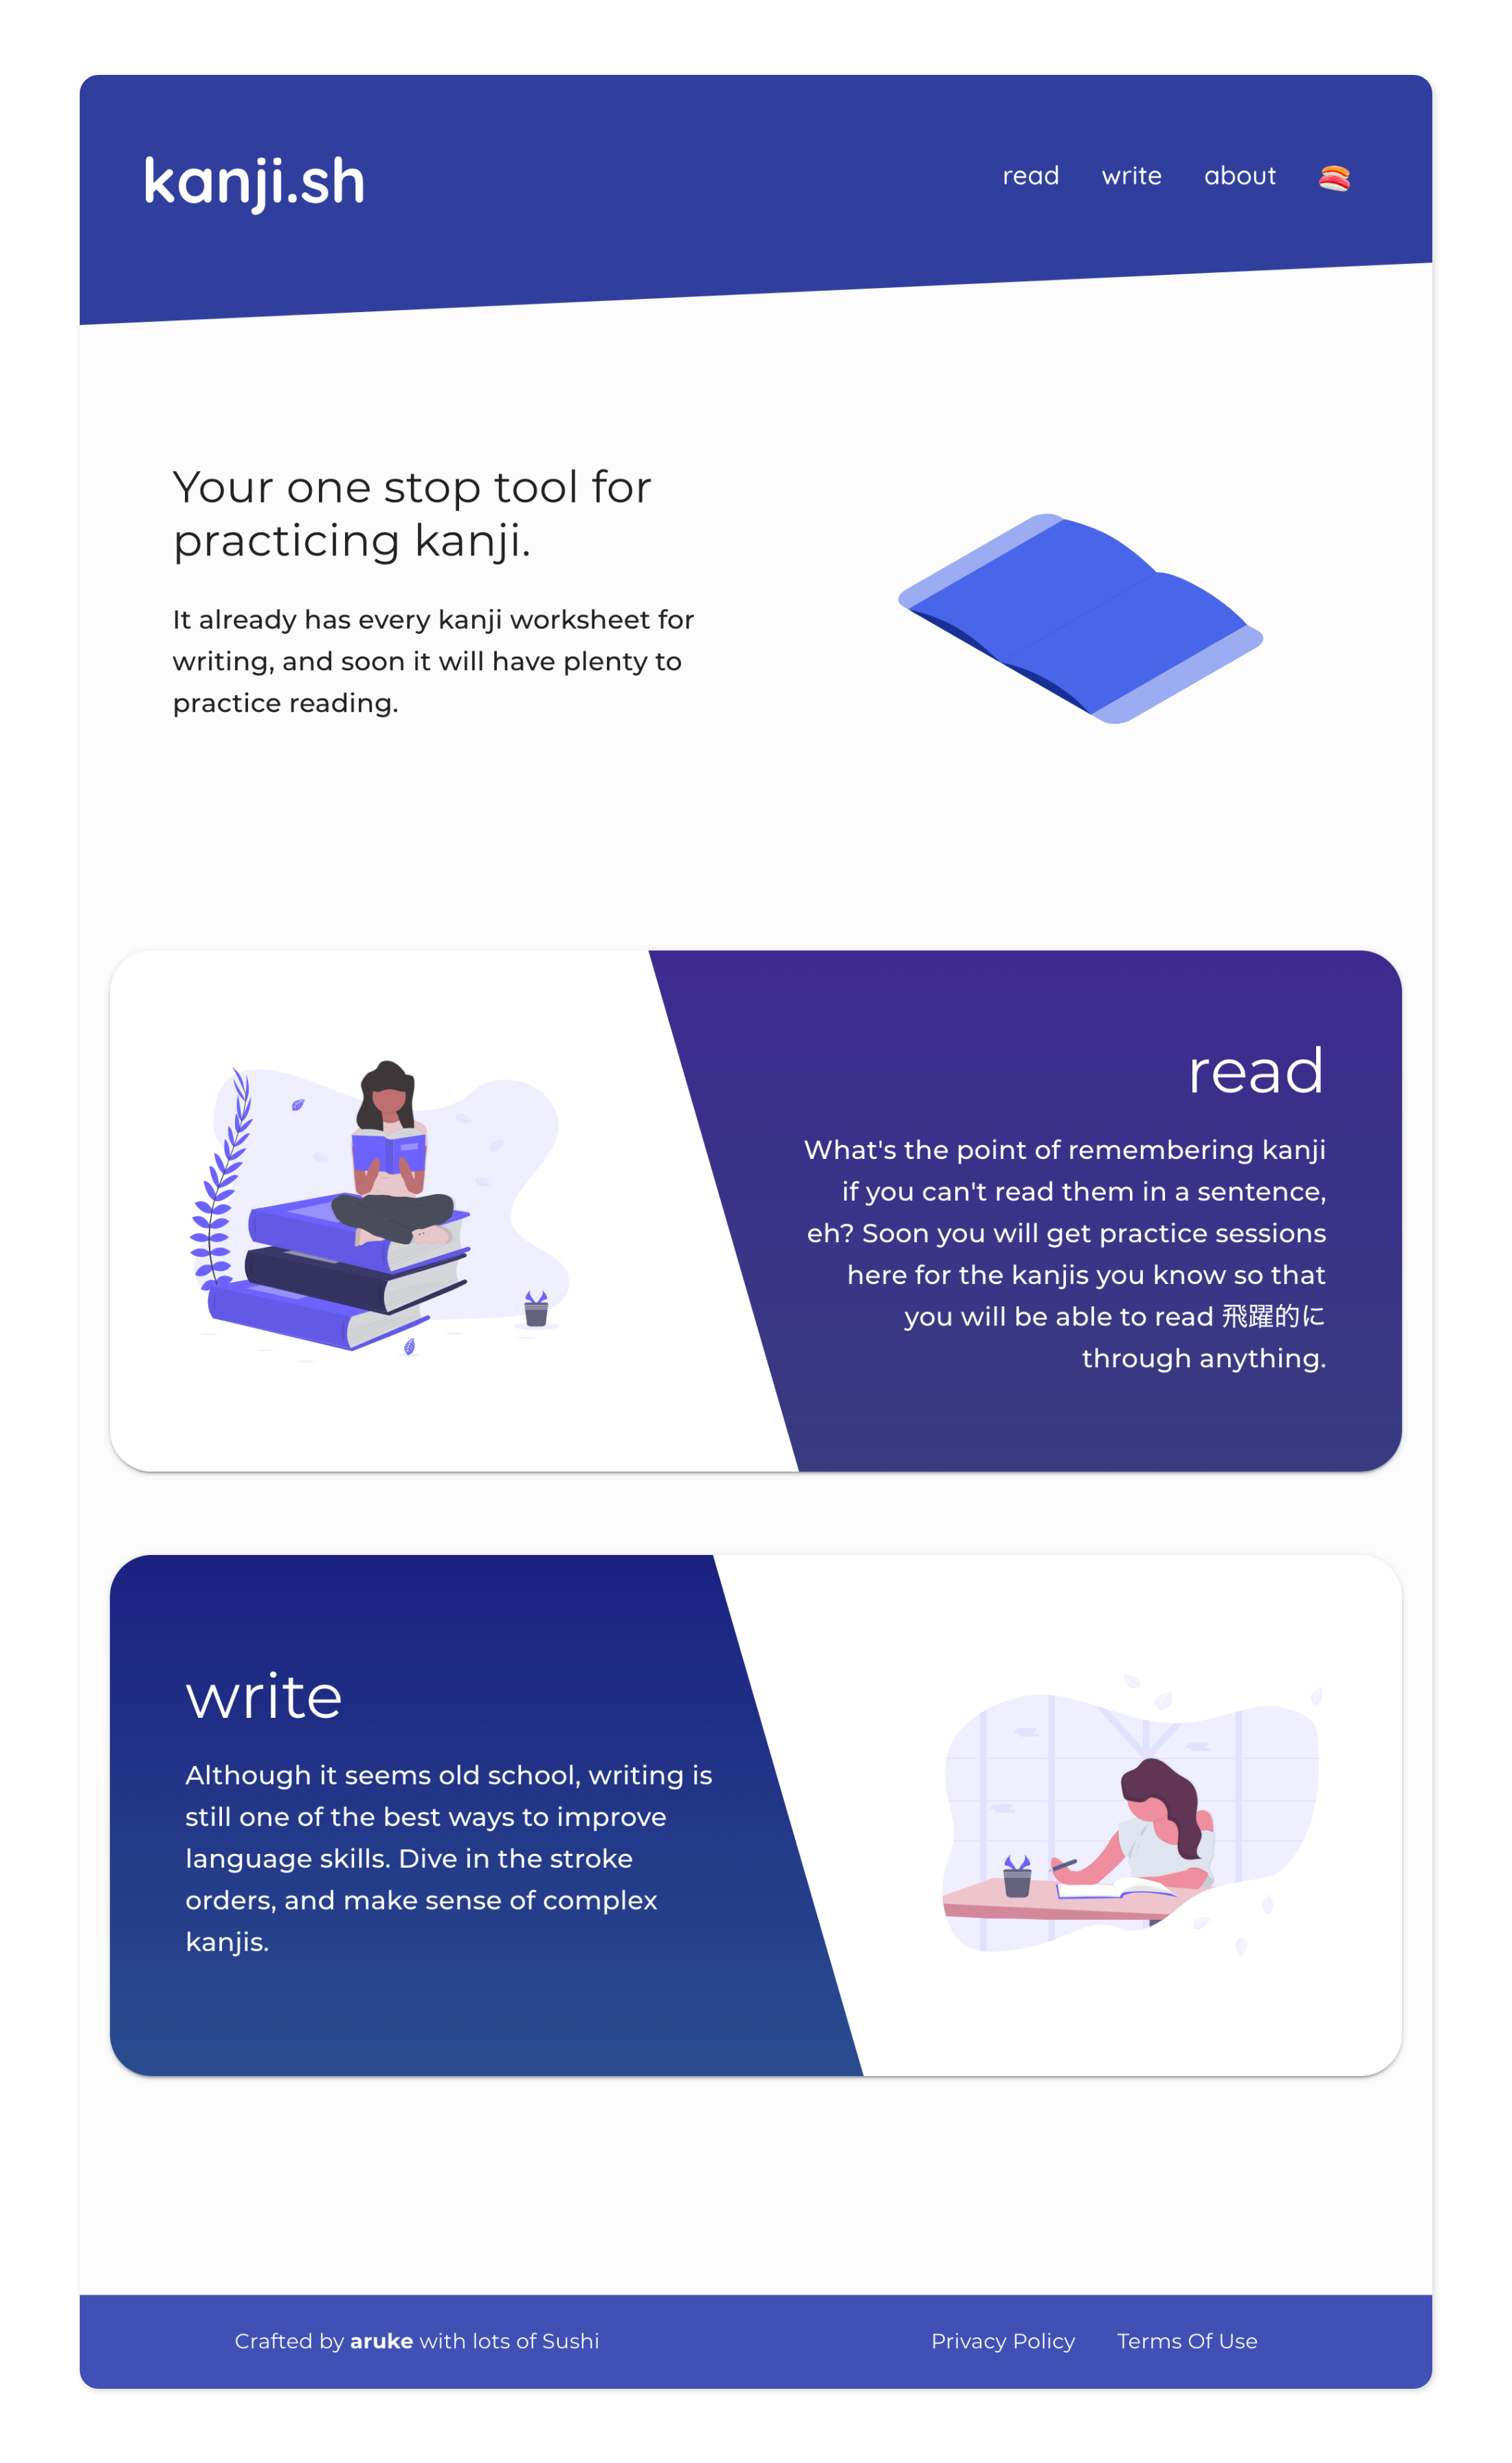 kanji.sh
read write about 🍣
Your one stop tool for
practicing kanji.
It already has every kanji worksheet for
writing, and soon it will have plenty to
practice reading.
read
What's the point of remembering kanji
if you can't read them in a sentence,
eh? Soon you will get practice sessions
here for the kanjis you know so that
you will be able to read 飛躍的に
through anything.
write
Although it seems old school, writing is
still one of the best ways to improve
language skills. Dive in the stroke
orders, and make sense of complex
kanjis.
Crafted by aruke with lots of Sushi
Privacy Policy Terms Of Use